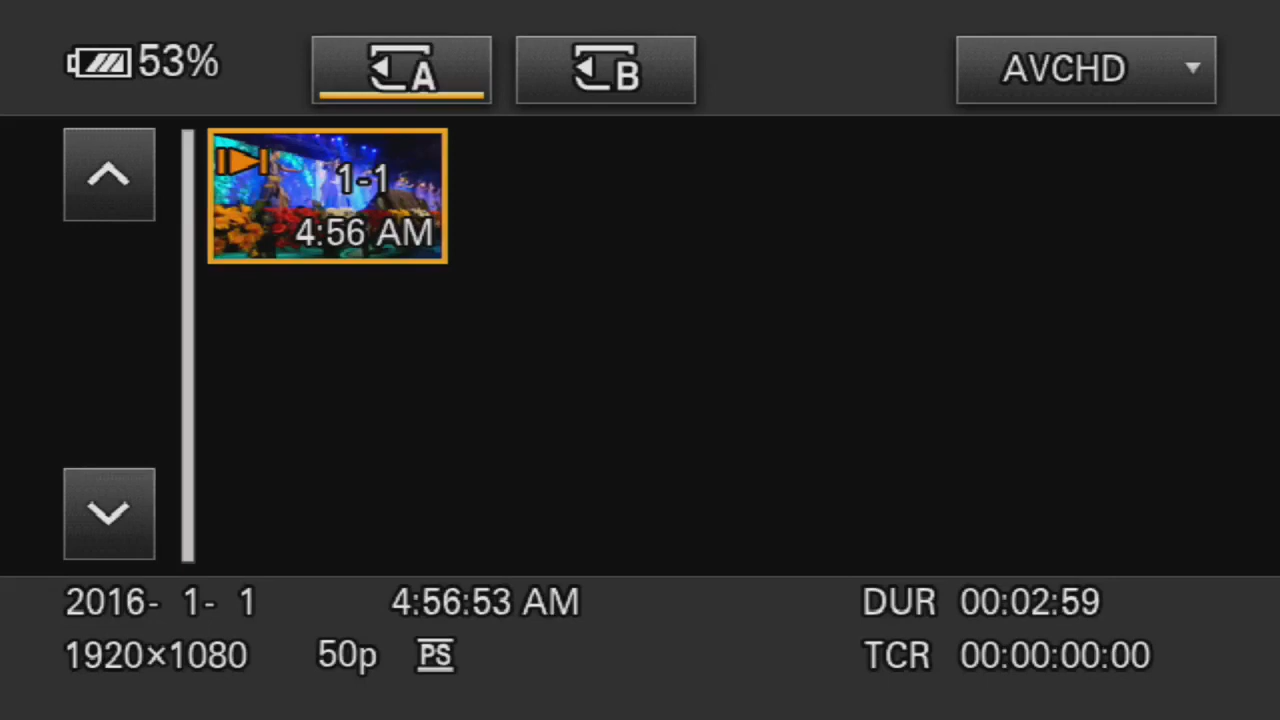 53%
A
B
AVCHD
1-1
4:56 AM
2016- 1- 1 4:56:53 AM DUR 00:02:59
1920×1080 50p PS TCR 00:00:00:00